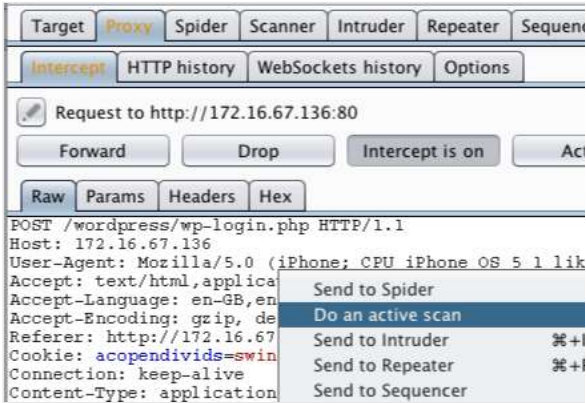 Target Proxy Spider Scanner Intruder Repeater
Intercept HTTP history WebSockets history Options
Request to http://172.16.67.136:80
Forward Drop Intercept is on
Raw Params Headers Hex
POST /wordpress/wp-login.php HTTP/1.1
Host: 172.16.67.136
User-Agent: Mozilla/5.0 (iPhone; CPU iPhone OS 5_1 lik
Accept: text/html,applica
Send to Spider
Accept-Language: en-GB,en
Do an active scan
Accept-Encoding: gzip, de
Referer: http://172.16.67
Send to Intruder
Cookie: acopendivids=swin
Send to Repeater
Connection: keep-alive
Content-Type: application
Send to Sequencer